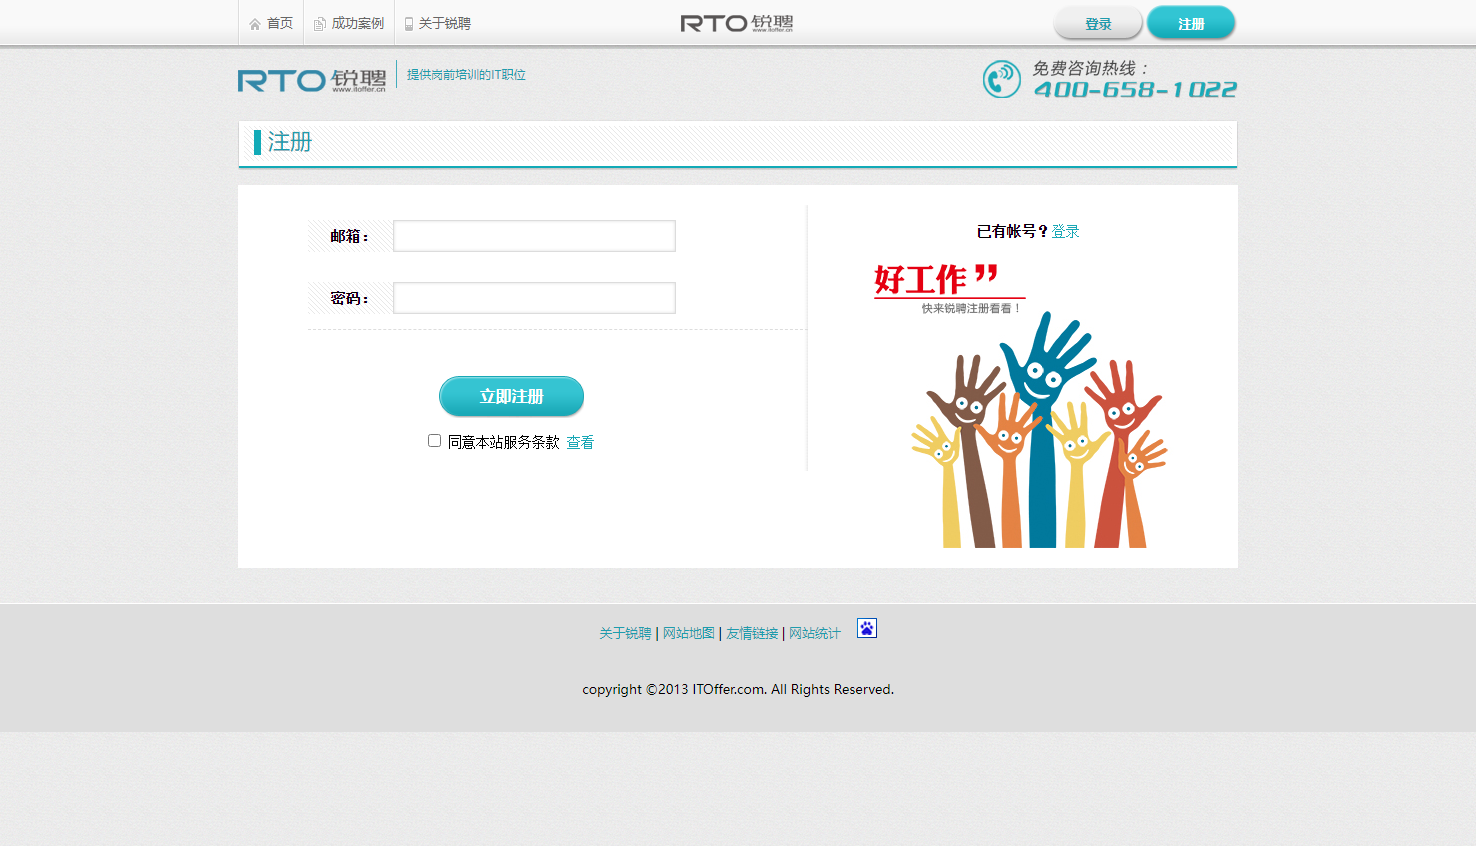 首页 成功案例 关于锐聘 RTO 锐聘 www.itoffer.cn 登录 注册
RTO 锐聘 www.itoffer.cn 提供岗前培训的IT职位 免费咨询热线：
400-658-1022
注册
邮箱： 已有帐号？登录
好工作 ”
快来锐聘注册看看！
密码：
立即注册
同意本站服务条款 查看
关于锐聘 | 网站地图 | 友情链接 | 网站统计
copyright ©2013 ITOffer.com. All Rights Reserved.